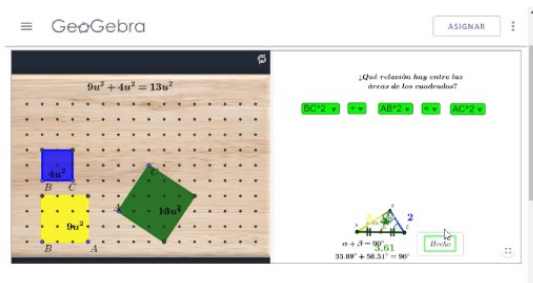 GeoGebra
ASIGNAR
9u² + 4u² = 13u²
4u²
B C
9u²
B A
C
A
13u²
¿Qué relación hay entre las
áreas de los cuadrados?
BC^2 + AB^2 = AC^2
2
3.61
α + β = 90°
33.69° + 56.31° = 90°
Hecho